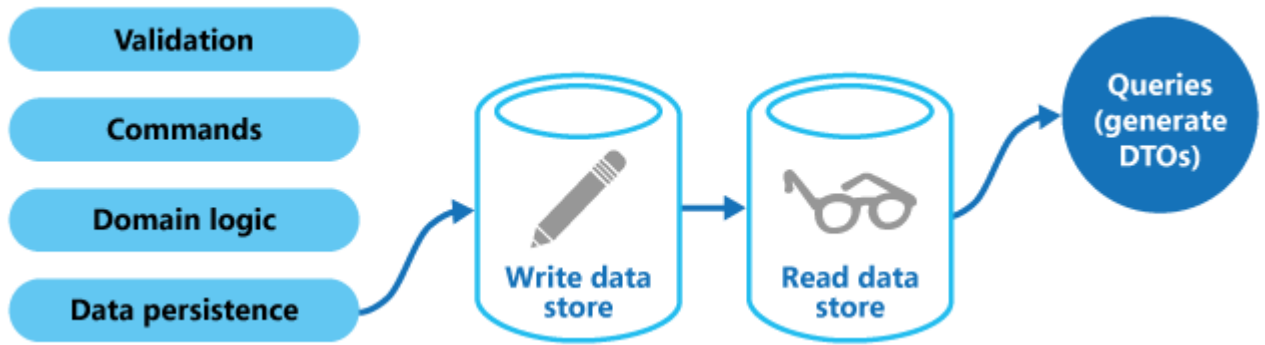 Validation
Commands
Domain logic
Data persistence
Write data
store
Read data
store
Queries
(generate
DTOs)